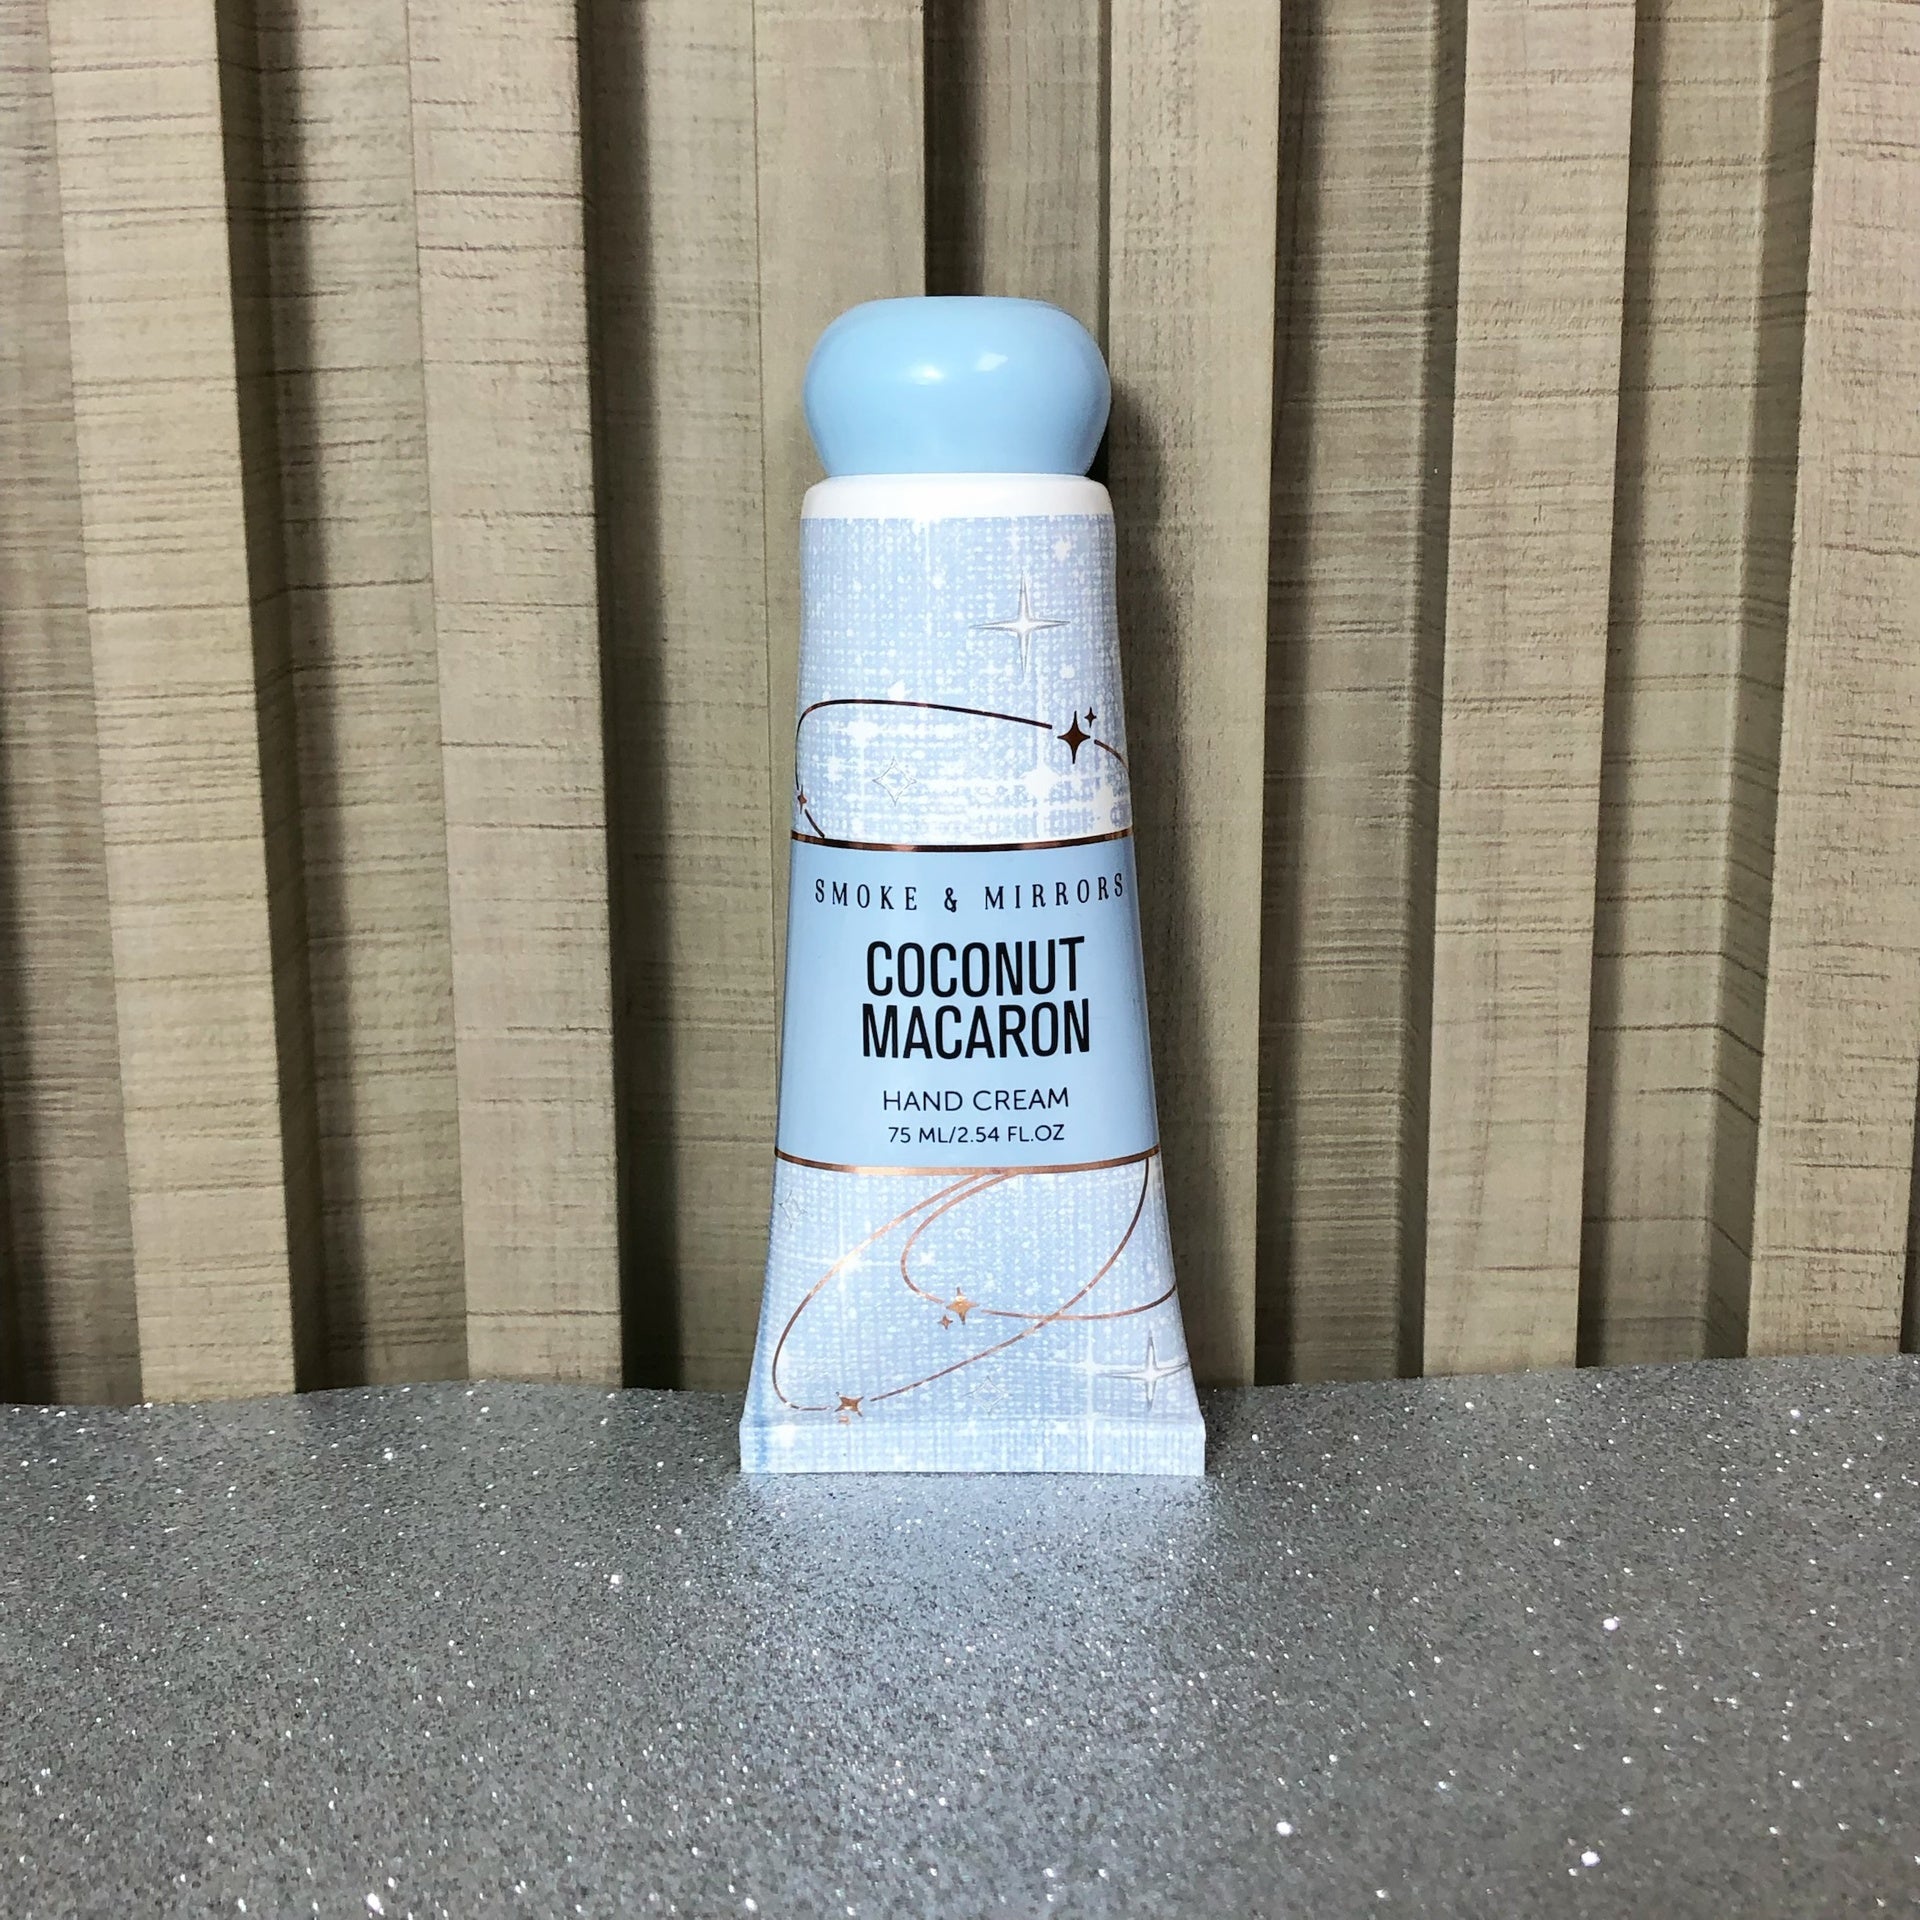 SMOKE & MIRRORS
COCONUT
MACARON
HAND CREAM
75 ML/2.54 FL.OZ